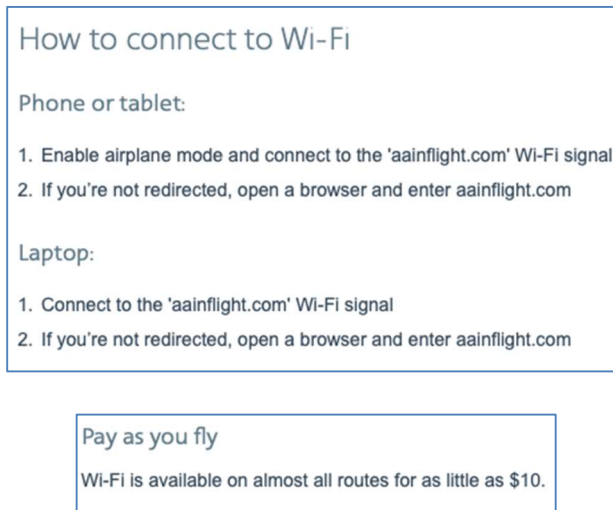 How to connect to Wi-Fi
Phone or tablet:
1. Enable airplane mode and connect to the 'aainflight.com' Wi-Fi signal
2. If you're not redirected, open a browser and enter aainflight.com
Laptop:
1. Connect to the 'aainflight.com' Wi-Fi signal
2. If you're not redirected, open a browser and enter aainflight.com
Pay as you fly
Wi-Fi is available on almost all routes for as little as $10.